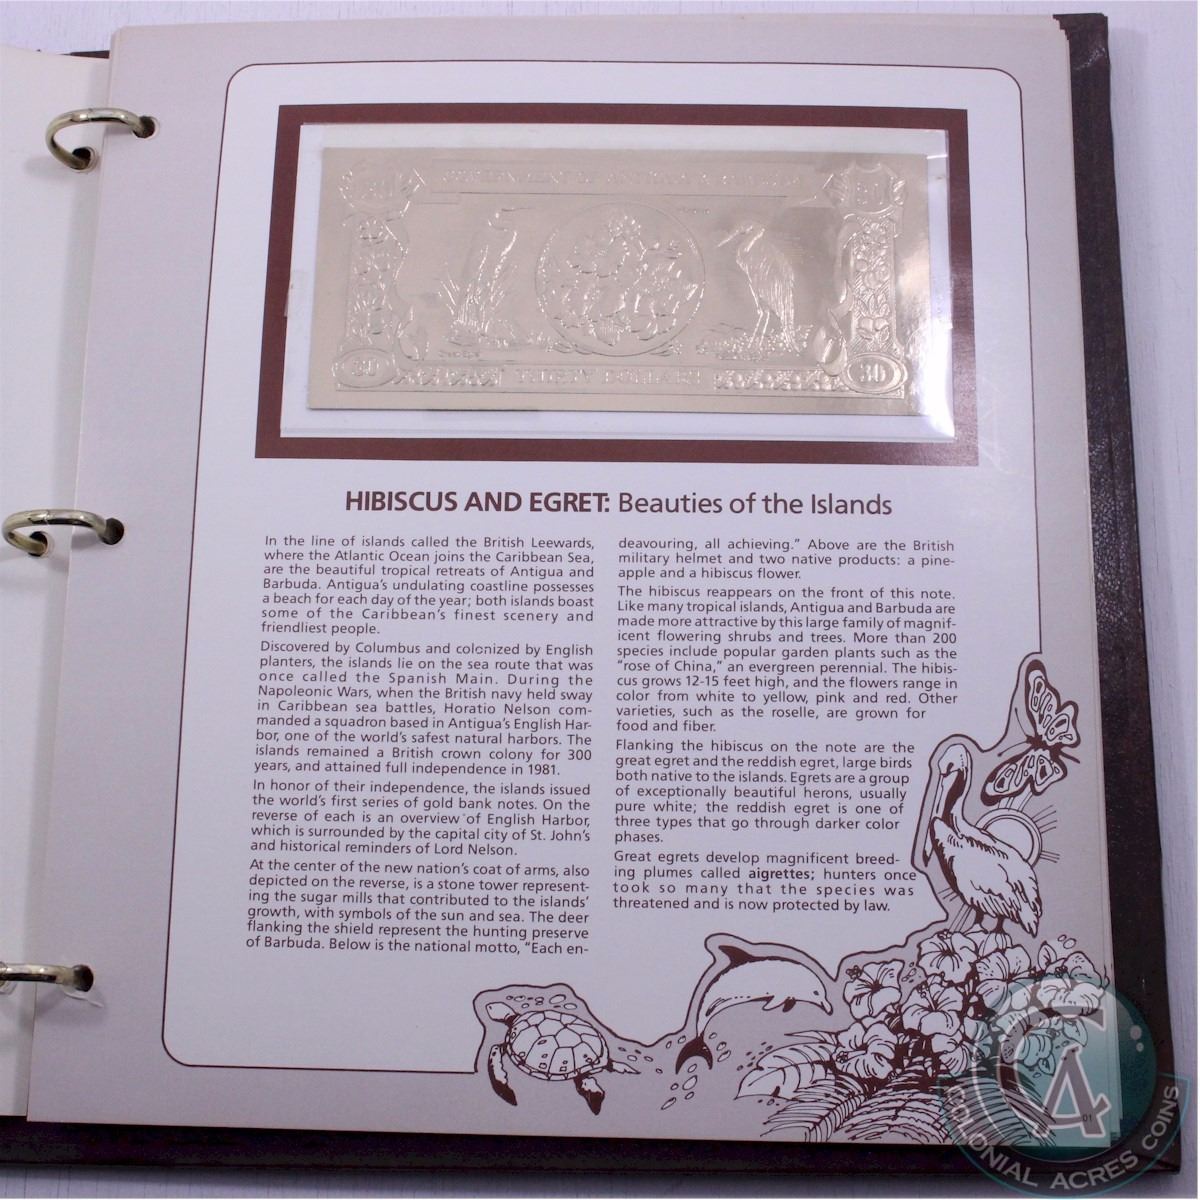 GOVERNMENT OF ANTIGUA & BARBUDA
30
30
THIRTY DOLLARS
HIBISCUS AND EGRET: Beauties of the Islands
In the line of islands called the British Leewards,
where the Atlantic Ocean joins the Caribbean Sea,
are the beautiful tropical retreats of Antigua and
Barbuda. Antigua's undulating coastline possesses
a beach for each day of the year; both islands boast
some of the Caribbean's finest scenery and
friendliest people.
Discovered by Columbus and colonized by English
planters, the islands lie on the sea route that was
once called the Spanish Main. During the
Napoleonic Wars, when the British navy held sway
in Caribbean sea battles, Horatio Nelson com-
manded a squadron based in Antigua's English Har-
bor, one of the world's safest natural harbors. The
islands remained a British crown colony for 300
years, and attained full independence in 1981.
In honor of their independence, the islands issued
the world's first series of gold bank notes. On the
reverse of each is an overview of English Harbor,
which is surrounded by the capital city of St. John's
and historical reminders of Lord Nelson.
At the center of the new nation's coat of arms, also
depicted on the reverse, is a stone tower represent-
ing the sugar mills that contributed to the islands'
growth, with symbols of the sun and sea. The deer
flanking the shield represent the hunting preserve
of Barbuda. Below is the national motto, "Each en-
deavouring, all achieving." Above are the British
military helmet and two native products: a pine-
apple and a hibiscus flower.
The hibiscus reappears on the front of this note.
Like many tropical islands, Antigua and Barbuda are
made more attractive by this large family of magnif-
icent flowering shrubs and trees. More than 200
species include popular garden plants such as the
"rose of China," an evergreen perennial. The hibis-
cus grows 12-15 feet high, and the flowers range in
color from white to yellow, pink and red. Other
varieties, such as the roselle, are grown for
food and fiber.
Flanking the hibiscus on the note are the
great egret and the reddish egret, large birds
both native to the islands. Egrets are a group
of exceptionally beautiful herons, usually
pure white; the reddish egret is one of
three types that go through darker color
phases.
Great egrets develop magnificent breed-
ing plumes called aigrettes; hunters once
took so many that the species was
threatened and is now protected by law.
01
CA
COLONIAL ACRES COINS